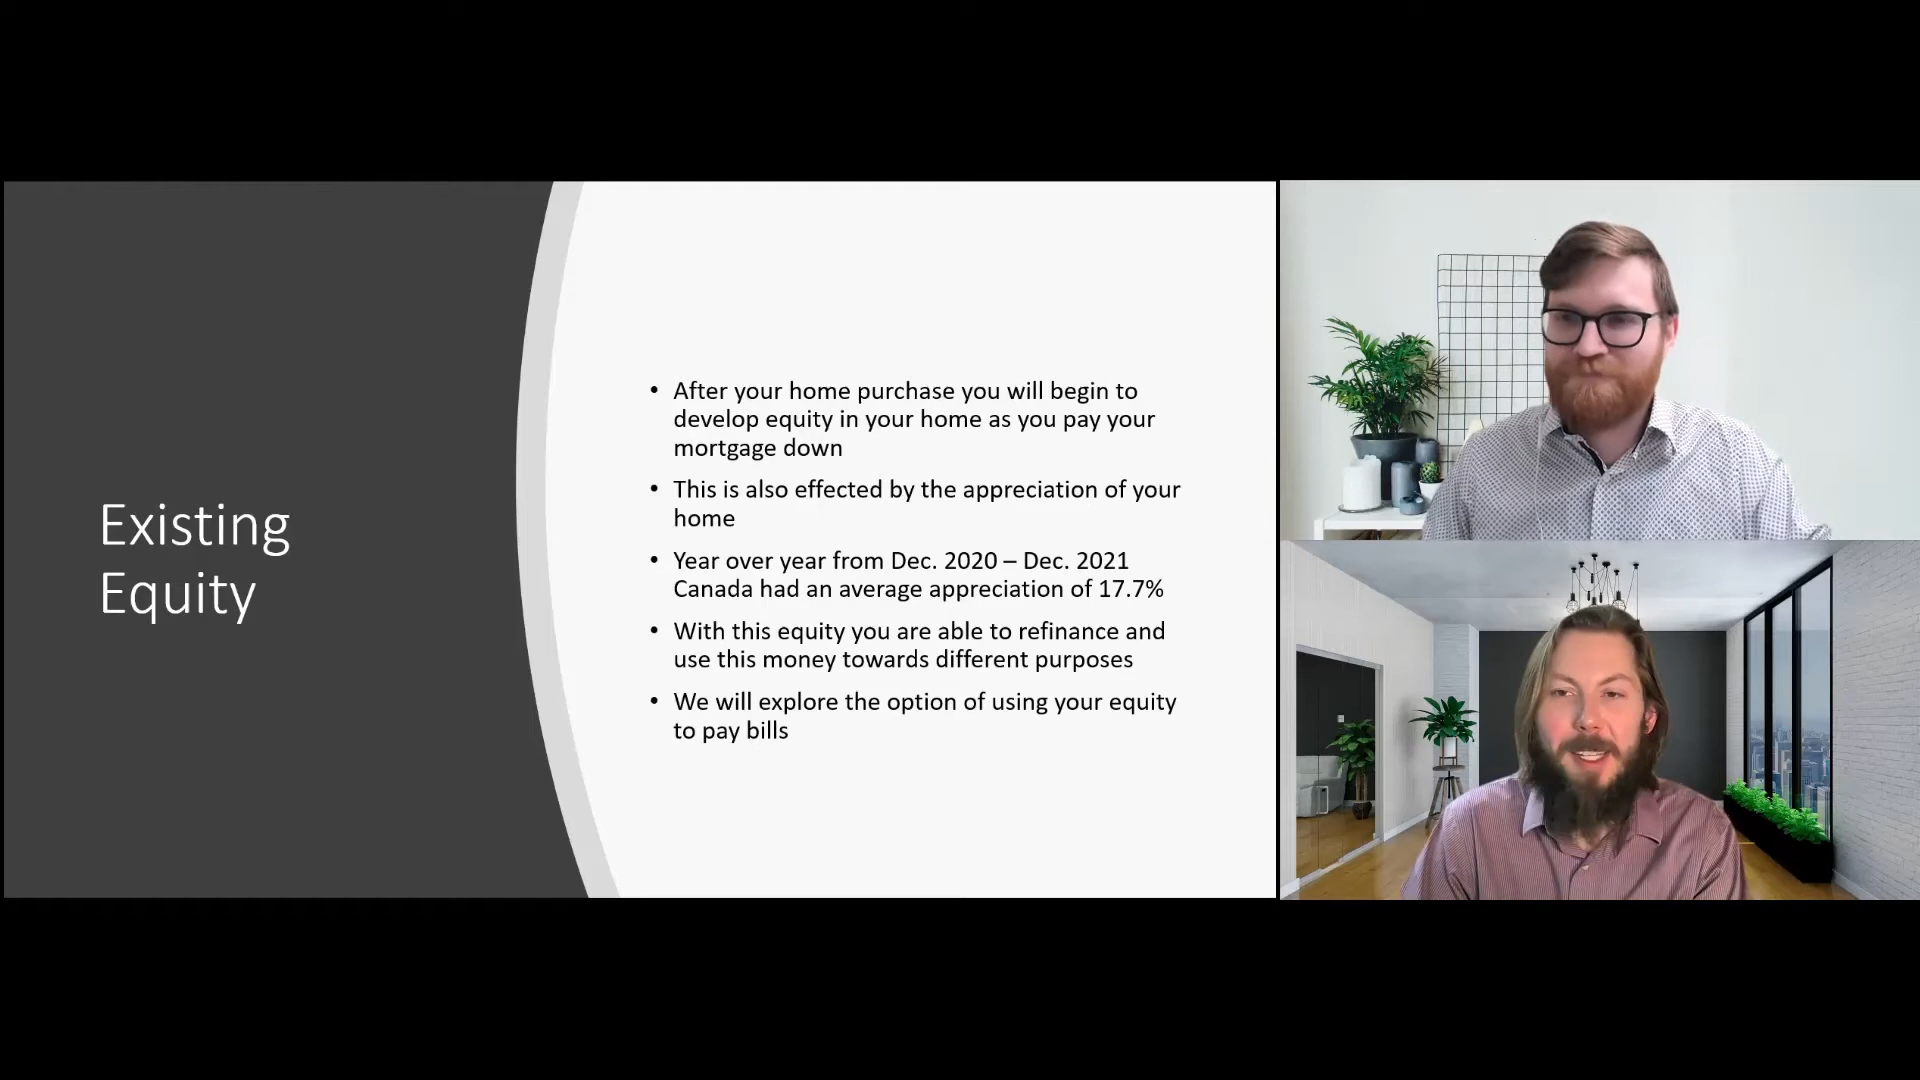 Existing
Equity
• After your home purchase you will begin to
develop equity in your home as you pay your
mortgage down
• This is also effected by the appreciation of your
home
• Year over year from Dec. 2020 – Dec. 2021
Canada had an average appreciation of 17.7%
• With this equity you are able to refinance and
use this money towards different purposes
• We will explore the option of using your equity
to pay bills